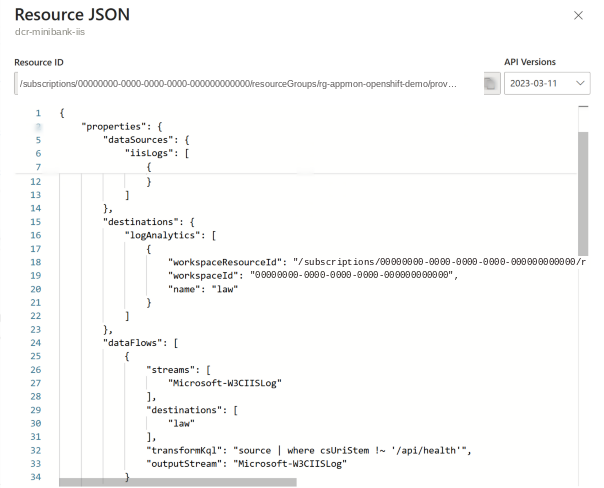 Resource JSON
dcr-minibank-iis
Resource ID
API Versions
/subscriptions/00000000-0000-0000-0000-000000000000/resourceGroups/rg-appmon-openshift-demo/prov…
2023-03-11
1 {
"properties": {
5 "dataSources": {
6 "iisLogs": [
7 {
12 }
13 ]
14 },
15 "destinations": {
16 "logAnalytics": [
17 {
18 "workspaceResourceId": "/subscriptions/00000000-0000-0000-0000-000000000000/r
19 "workspaceId": "00000000-0000-0000-0000-000000000000",
20 "name": "law"
21 }
22 ]
23 },
24 "dataFlows": [
25 {
26 "streams": [
27 "Microsoft-W3CIISLog"
28 ],
29 "destinations": [
30 "law"
31 ],
32 "transformKql": "source | where csUriStem !~ '/api/health'",
33 "outputStream": "Microsoft-W3CIISLog"
34 }